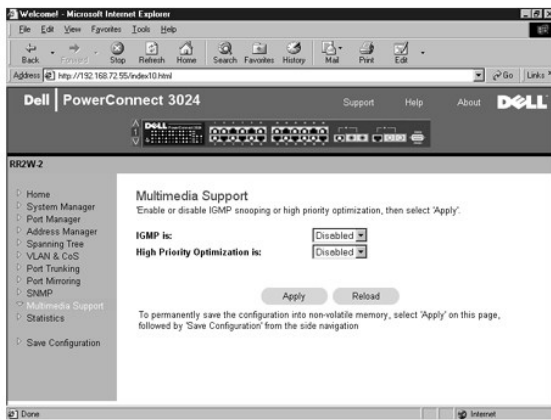 Welcome! - Microsoft Internet Explorer
File Edit View Favorites Tools Help
Back Forward Stop Refresh Home Search Favorites History Mail Print Edit
Address http://192.168.72.55/index10.html Go Links
Dell PowerConnect 3024
Support Help About DELL
DELL
RR2W-2
Home
System Manager
Port Manager
Address Manager
Spanning Tree
VLAN & CoS
Port Trunking
Port Mirroring
SNMP
Multimedia Support
Statistics
Save Configuration
Multimedia Support
'Enable or disable IGMP snooping or high priority optimization, then select 'Apply'.
IGMP is: Disabled
High Priority Optimization is: Disabled
Apply Reload
To permanently save the configuration into non-volatile memory, select 'Apply' on this page,
followed by 'Save Configuration' from the side navigation
Done Internet